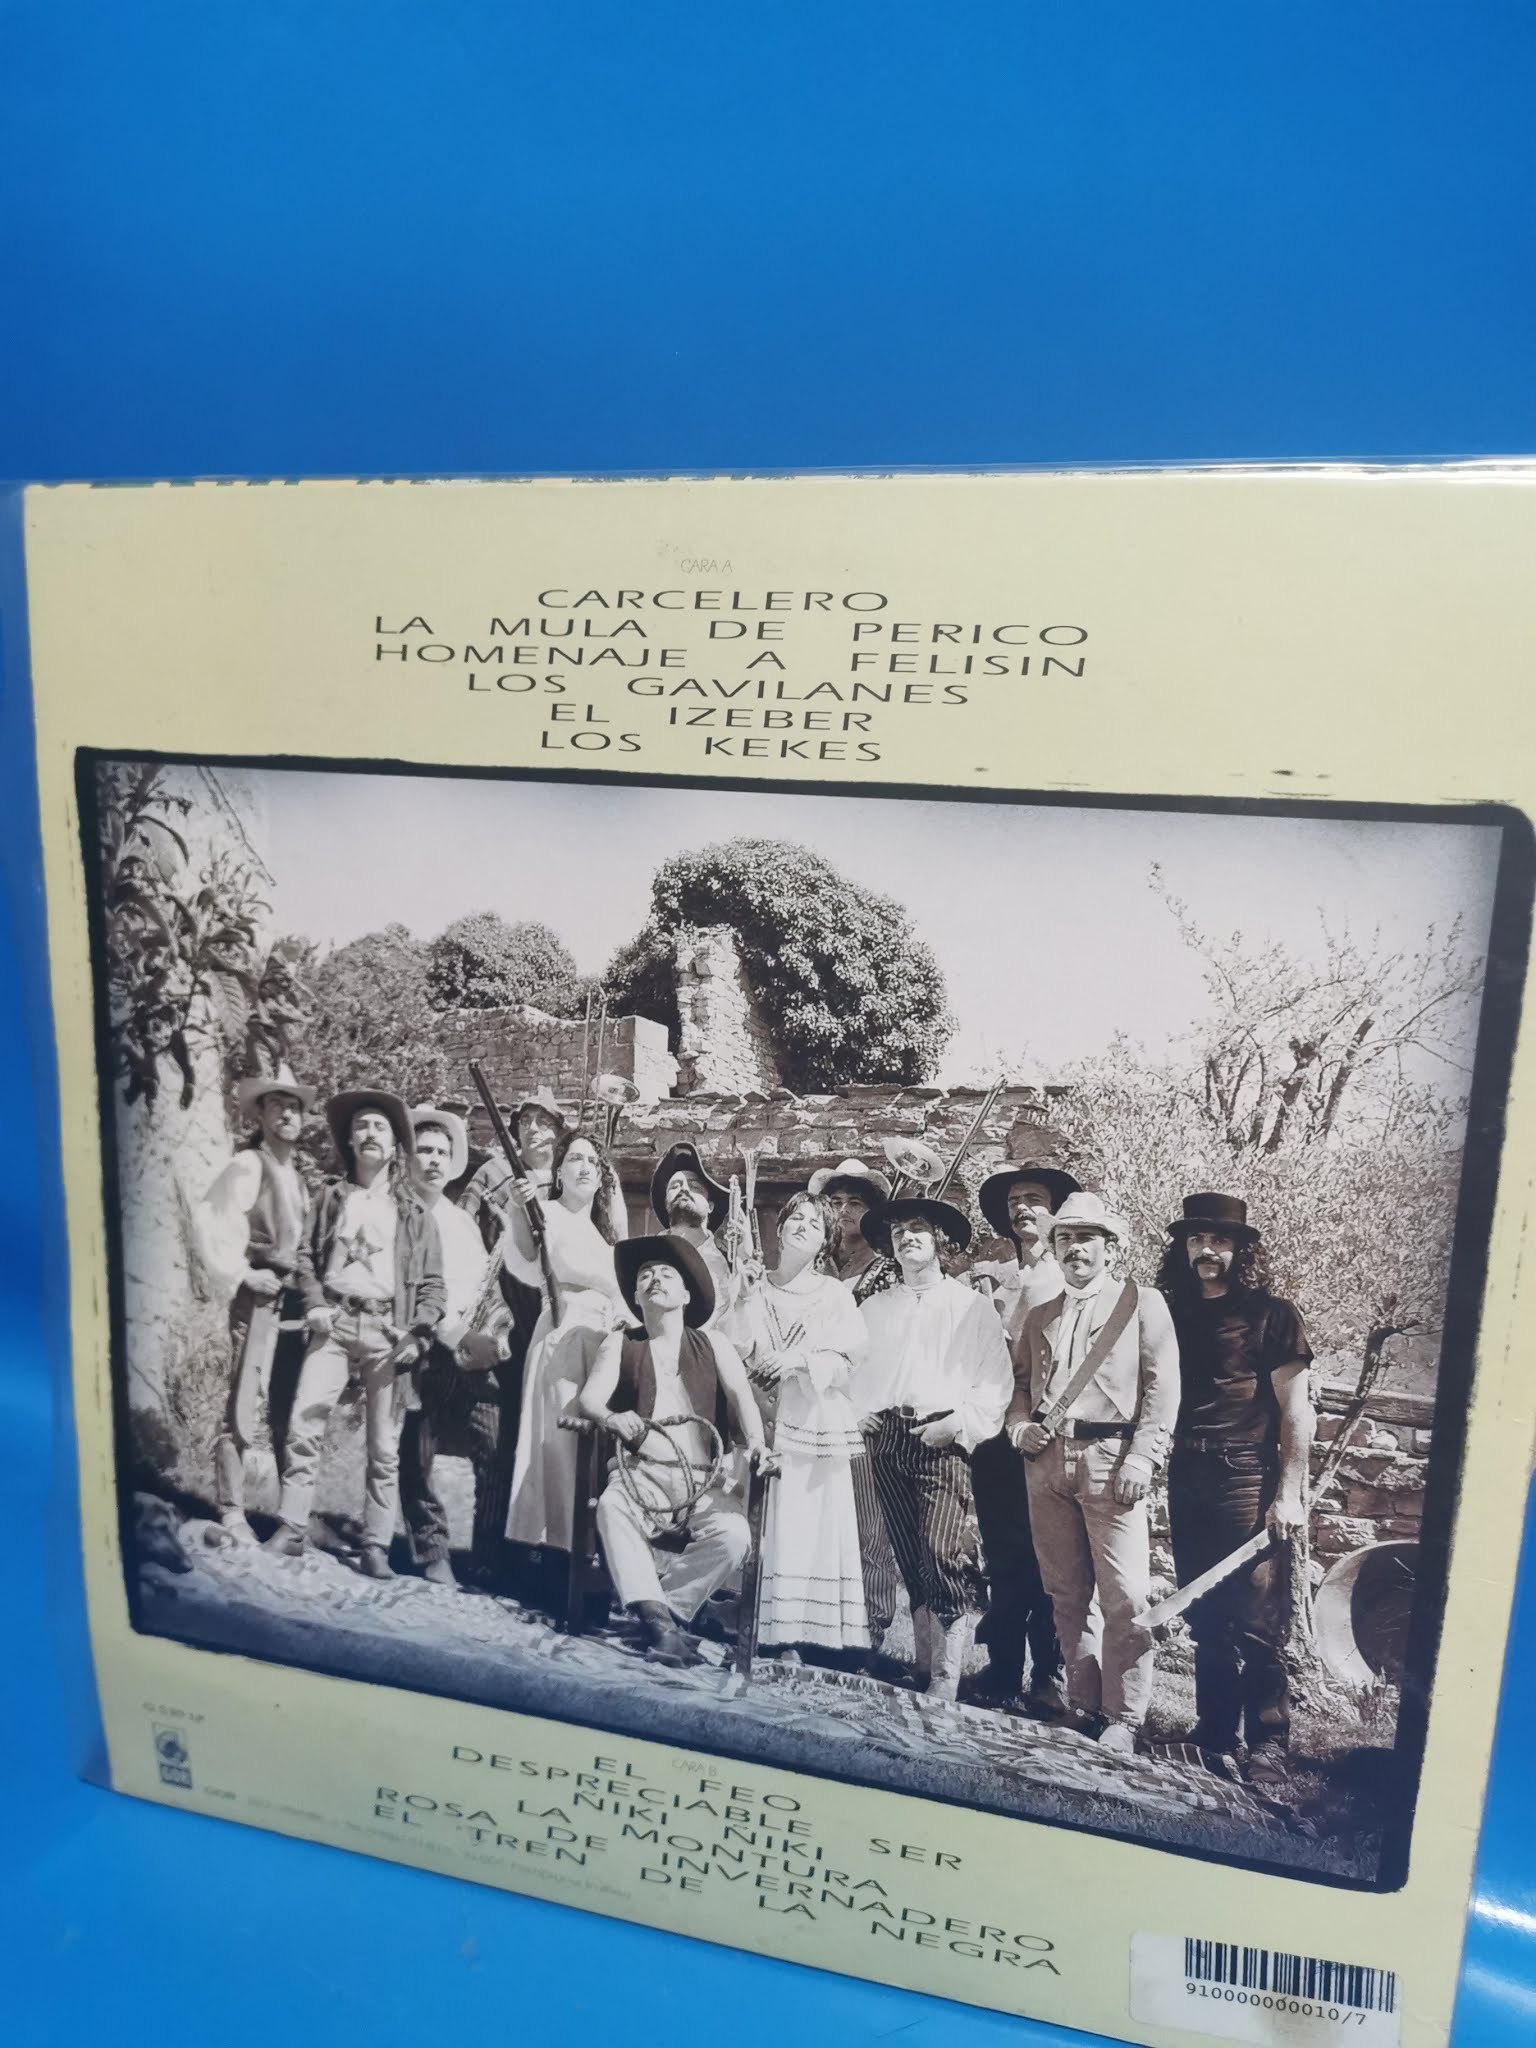 CARA A
CARCELERO
LA MULA DE PERICO
HOMENAJE A FELISIN
LOS GAVILANES
EL IZEBER
LOS KEKES
CARA B
EL FEO
DESPRECIABLE SER
ÑIKI ÑIKI
LA MONTURA
ROSA DE INVERNADERO
EL TREN DE LA NEGRA
GOR
910000000010/7